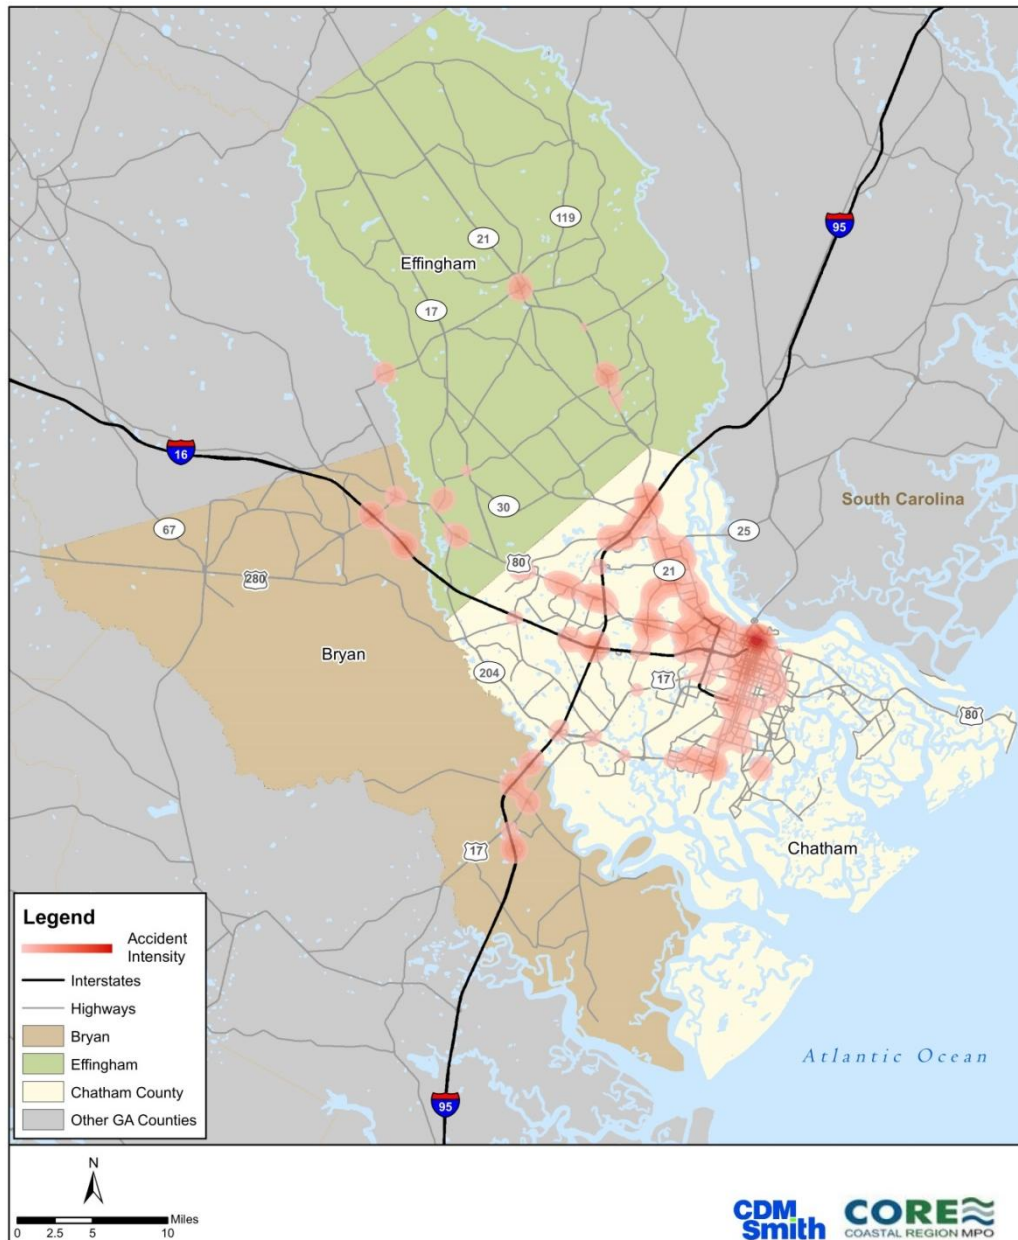 95
119
21
Effingham
17
16
South Carolina
30
67
25
80
21
280
Bryan
204
17
80
Chatham
17
Legend
Accident
Intensity
Interstates
Highways
Bryan
Effingham
Chatham County
Other GA Counties
Atlantic Ocean
95
N
Miles
0 2.5 5 10
CDM
Smith
CORE
COASTAL REGION MPO